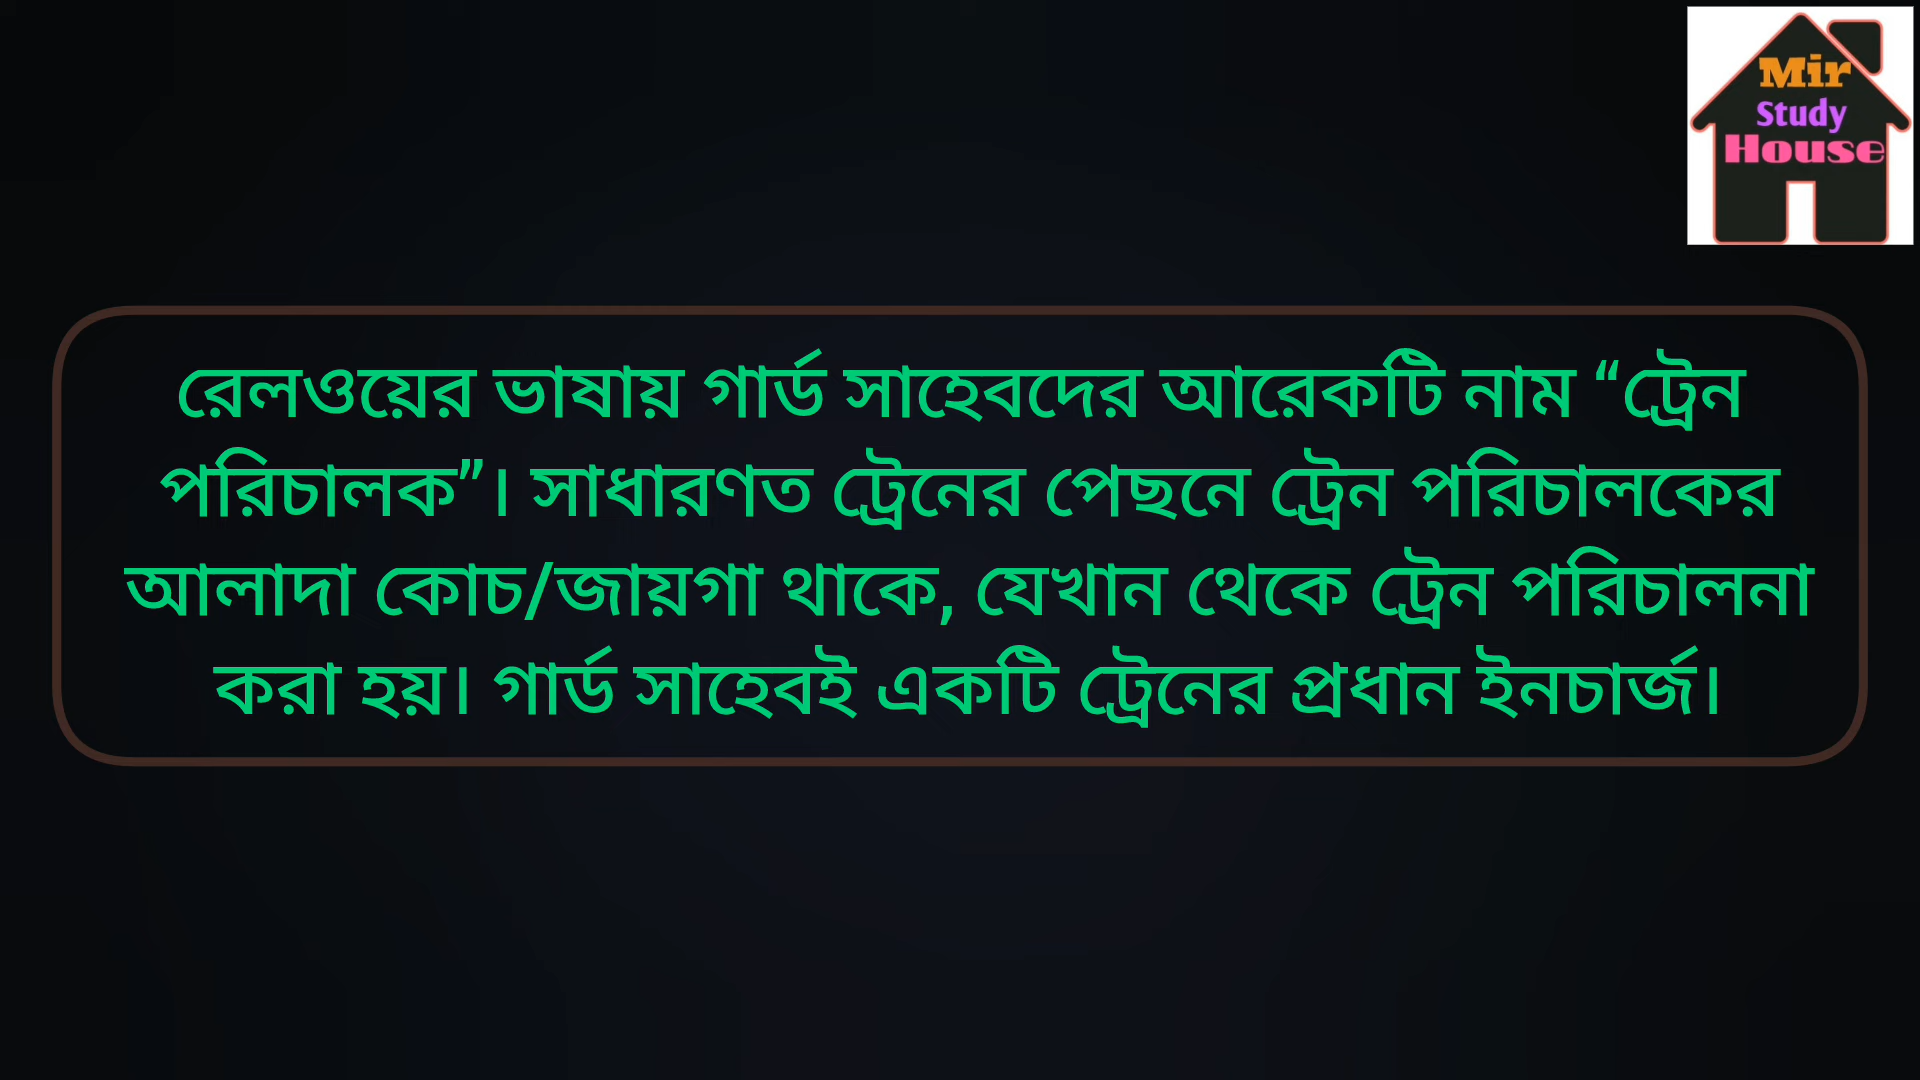 Mir
Study
House
রেলওয়ের ভাষায় গার্ড সাহেবদের আরেকটি নাম “ট্রেন
পরিচালক”। সাধারণত ট্রেনের পেছনে ট্রেন পরিচালকের
আলাদা কোচ/জায়গা থাকে, যেখান থেকে ট্রেন পরিচালনা
করা হয়। গার্ড সাহেবই একটি ট্রেনের প্রধান ইনচার্জ।